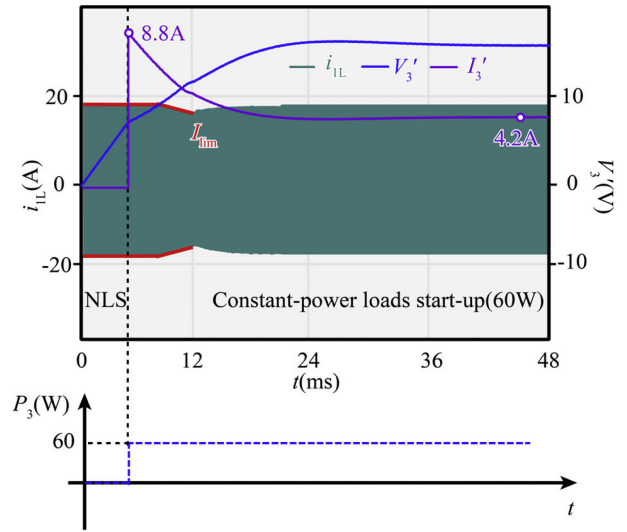 8.8A
i1L V3′ I3′
20
10
Ilim
4.2A
0
0
i1L(A)
V3′(V)
-20
-10
NLS
Constant-power loads start-up(60W)
0 12 24 36 48
t(ms)
P3(W)
60
t